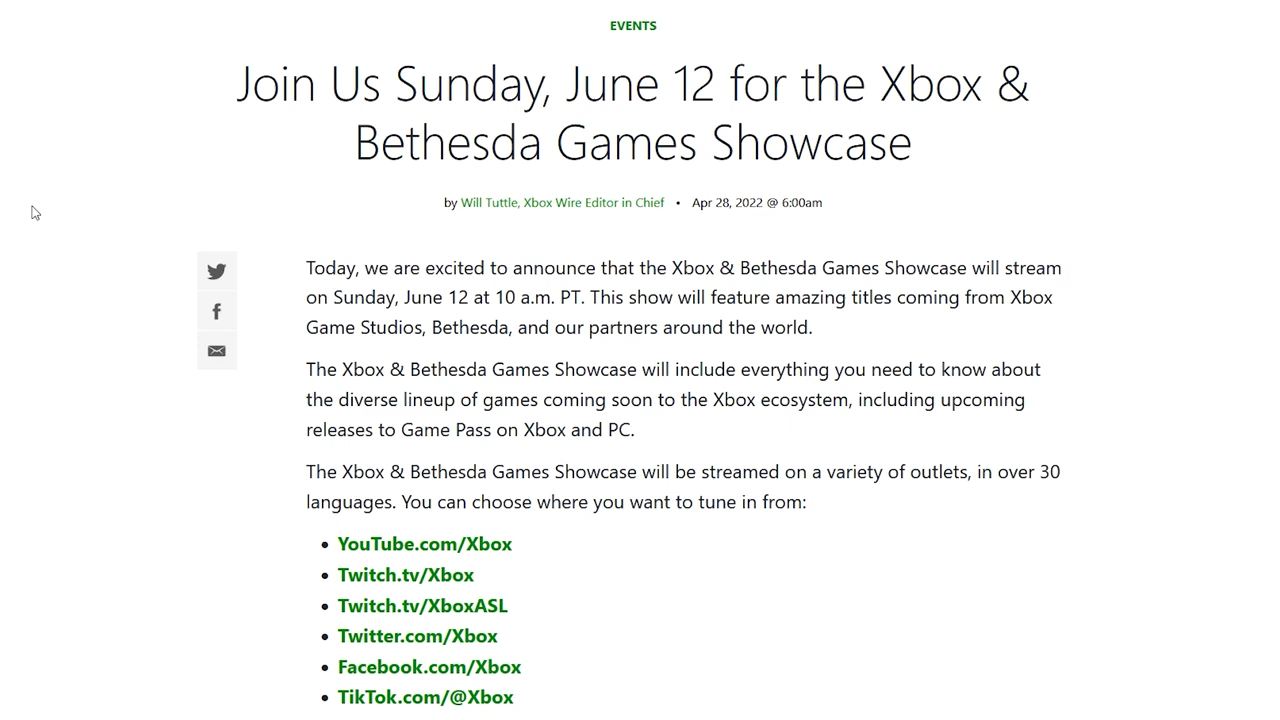 EVENTS
Join Us Sunday, June 12 for the Xbox &
Bethesda Games Showcase
by Will Tuttle, Xbox Wire Editor in Chief • Apr 28, 2022 @ 6:00am
Today, we are excited to announce that the Xbox & Bethesda Games Showcase will stream
on Sunday, June 12 at 10 a.m. PT. This show will feature amazing titles coming from Xbox
Game Studios, Bethesda, and our partners around the world.
The Xbox & Bethesda Games Showcase will include everything you need to know about
the diverse lineup of games coming soon to the Xbox ecosystem, including upcoming
releases to Game Pass on Xbox and PC.
The Xbox & Bethesda Games Showcase will be streamed on a variety of outlets, in over 30
languages. You can choose where you want to tune in from:
• YouTube.com/Xbox
• Twitch.tv/Xbox
• Twitch.tv/XboxASL
• Twitter.com/Xbox
• Facebook.com/Xbox
• TikTok.com/@Xbox